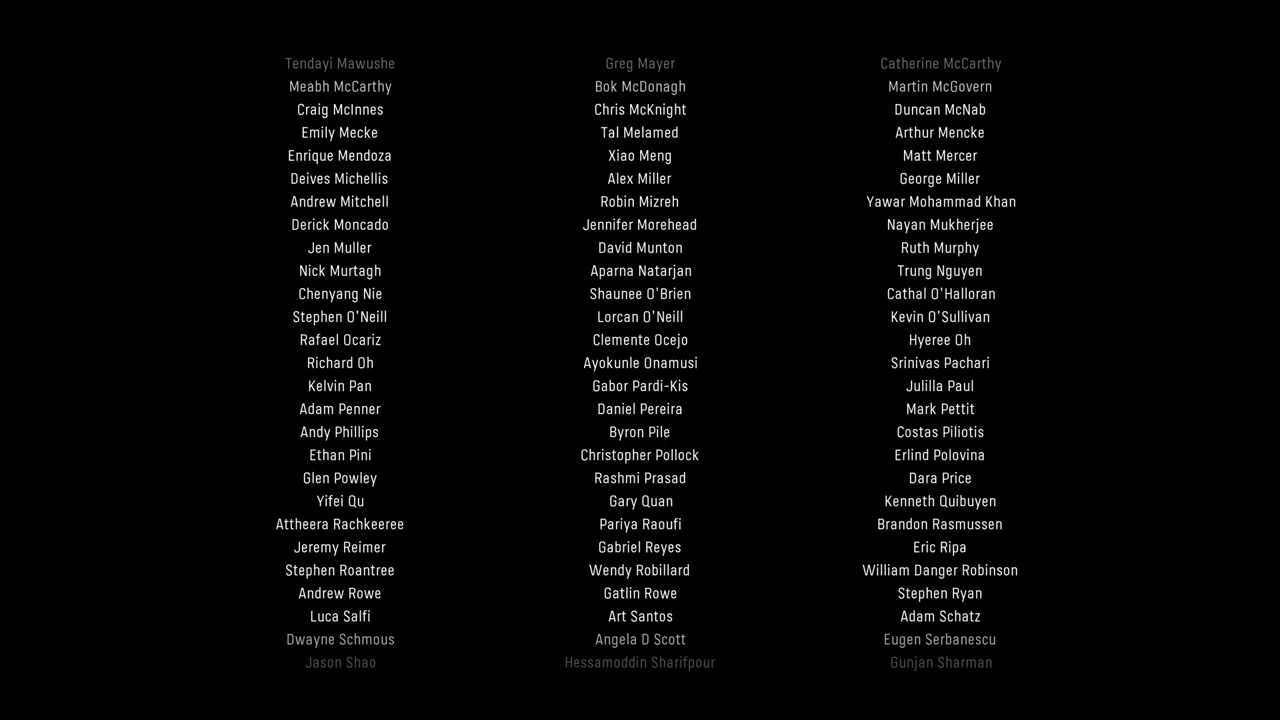 Tendayi Mawushe Greg Mayer Catherine McCarthy
Meabh McCarthy Bok McDonagh Martin McGovern
Craig McInnes Chris McKnight Duncan McNab
Emily Mecke Tal Melamed Arthur Mencke
Enrique Mendoza Xiao Meng Matt Mercer
Deives Michellis Alex Miller George Miller
Andrew Mitchell Robin Mizreh Yawar Mohammad Khan
Derick Moncado Jennifer Morehead Nayan Mukherjee
Jen Muller David Munton Ruth Murphy
Nick Murtagh Aparna Natarjan Trung Nguyen
Chenyang Nie Shaunee O'Brien Cathal O'Halloran
Stephen O'Neill Lorcan O'Neill Kevin O'Sullivan
Rafael Ocariz Clemente Ocejo Hyeree Oh
Richard Oh Ayokunle Onamusi Srinivas Pachari
Kelvin Pan Gabor Pardi-Kis Julilla Paul
Adam Penner Daniel Pereira Mark Pettit
Andy Phillips Byron Pile Costas Piliotis
Ethan Pini Christopher Pollock Erlind Polovina
Glen Powley Rashmi Prasad Dara Price
Yifei Qu Gary Quan Kenneth Quibuyen
Attheera Rachkeeree Pariya Raoufi Brandon Rasmussen
Jeremy Reimer Gabriel Reyes Eric Ripa
Stephen Roantree Wendy Robillard William Danger Robinson
Andrew Rowe Gatlin Rowe Stephen Ryan
Luca Salfi Art Santos Adam Schatz
Dwayne Schmous Angela D Scott Eugen Serbanescu
Jason Shao Hessamoddin Sharifpour Gunjan Sharman